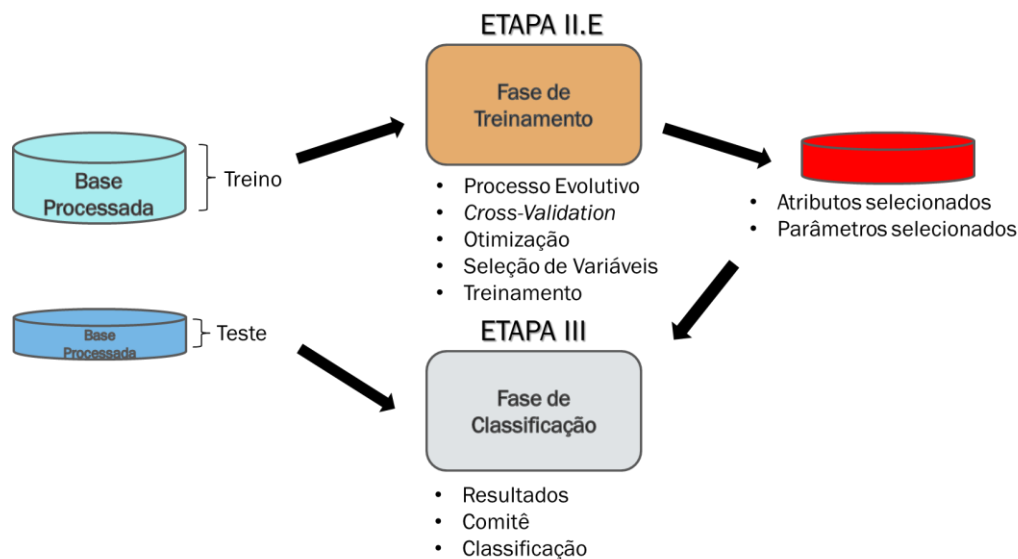 ETAPA II.E
Fase de
Treinamento
Base
Processada
Treino
• Processo Evolutivo
• Cross-Validation
• Otimização
• Seleção de Variáveis
• Treinamento
• Atributos selecionados
• Parâmetros selecionados
Base
Processada
Teste
ETAPA III
Fase de
Classificação
• Resultados
• Comitê
• Classificação